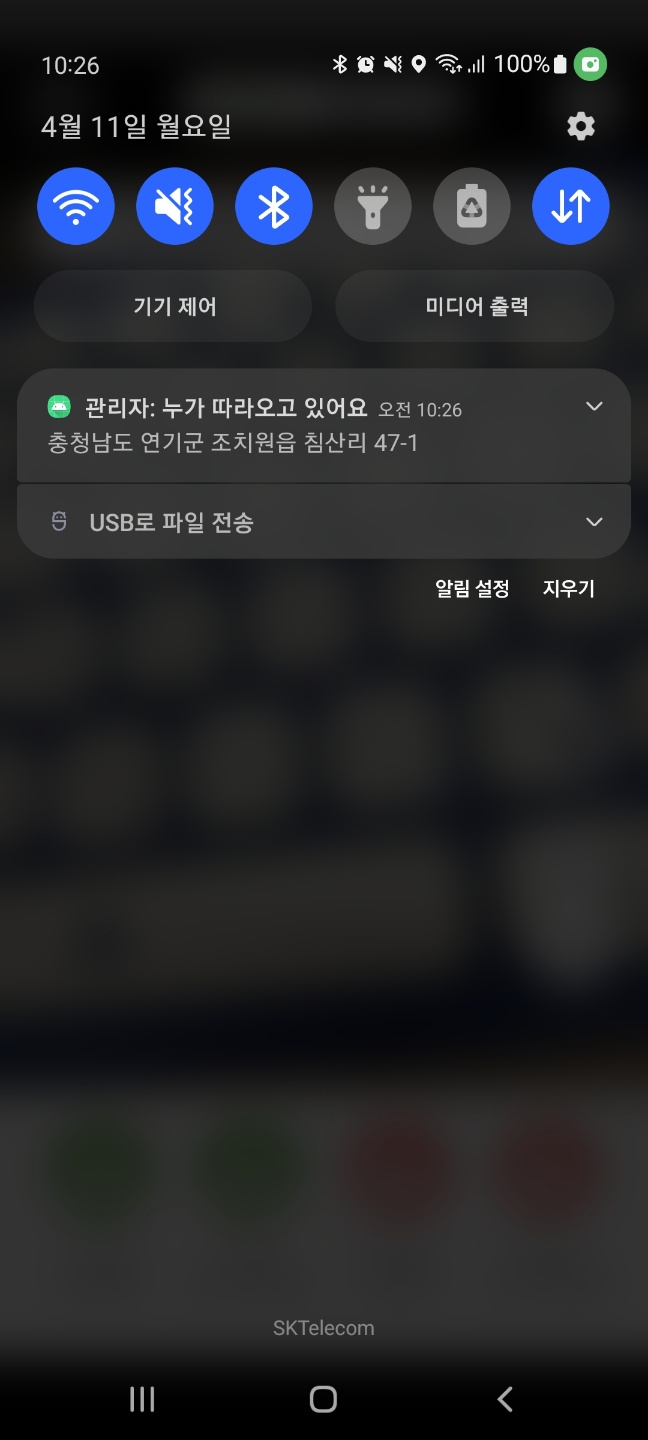 10:26
100%
4월 11일 월요일
기기 제어
미디어 출력
관리자: 누가 따라오고 있어요 오전 10:26
충청남도 연기군 조치원읍 침산리 47-1
USB로 파일 전송
알림 설정
지우기
SKTelecom